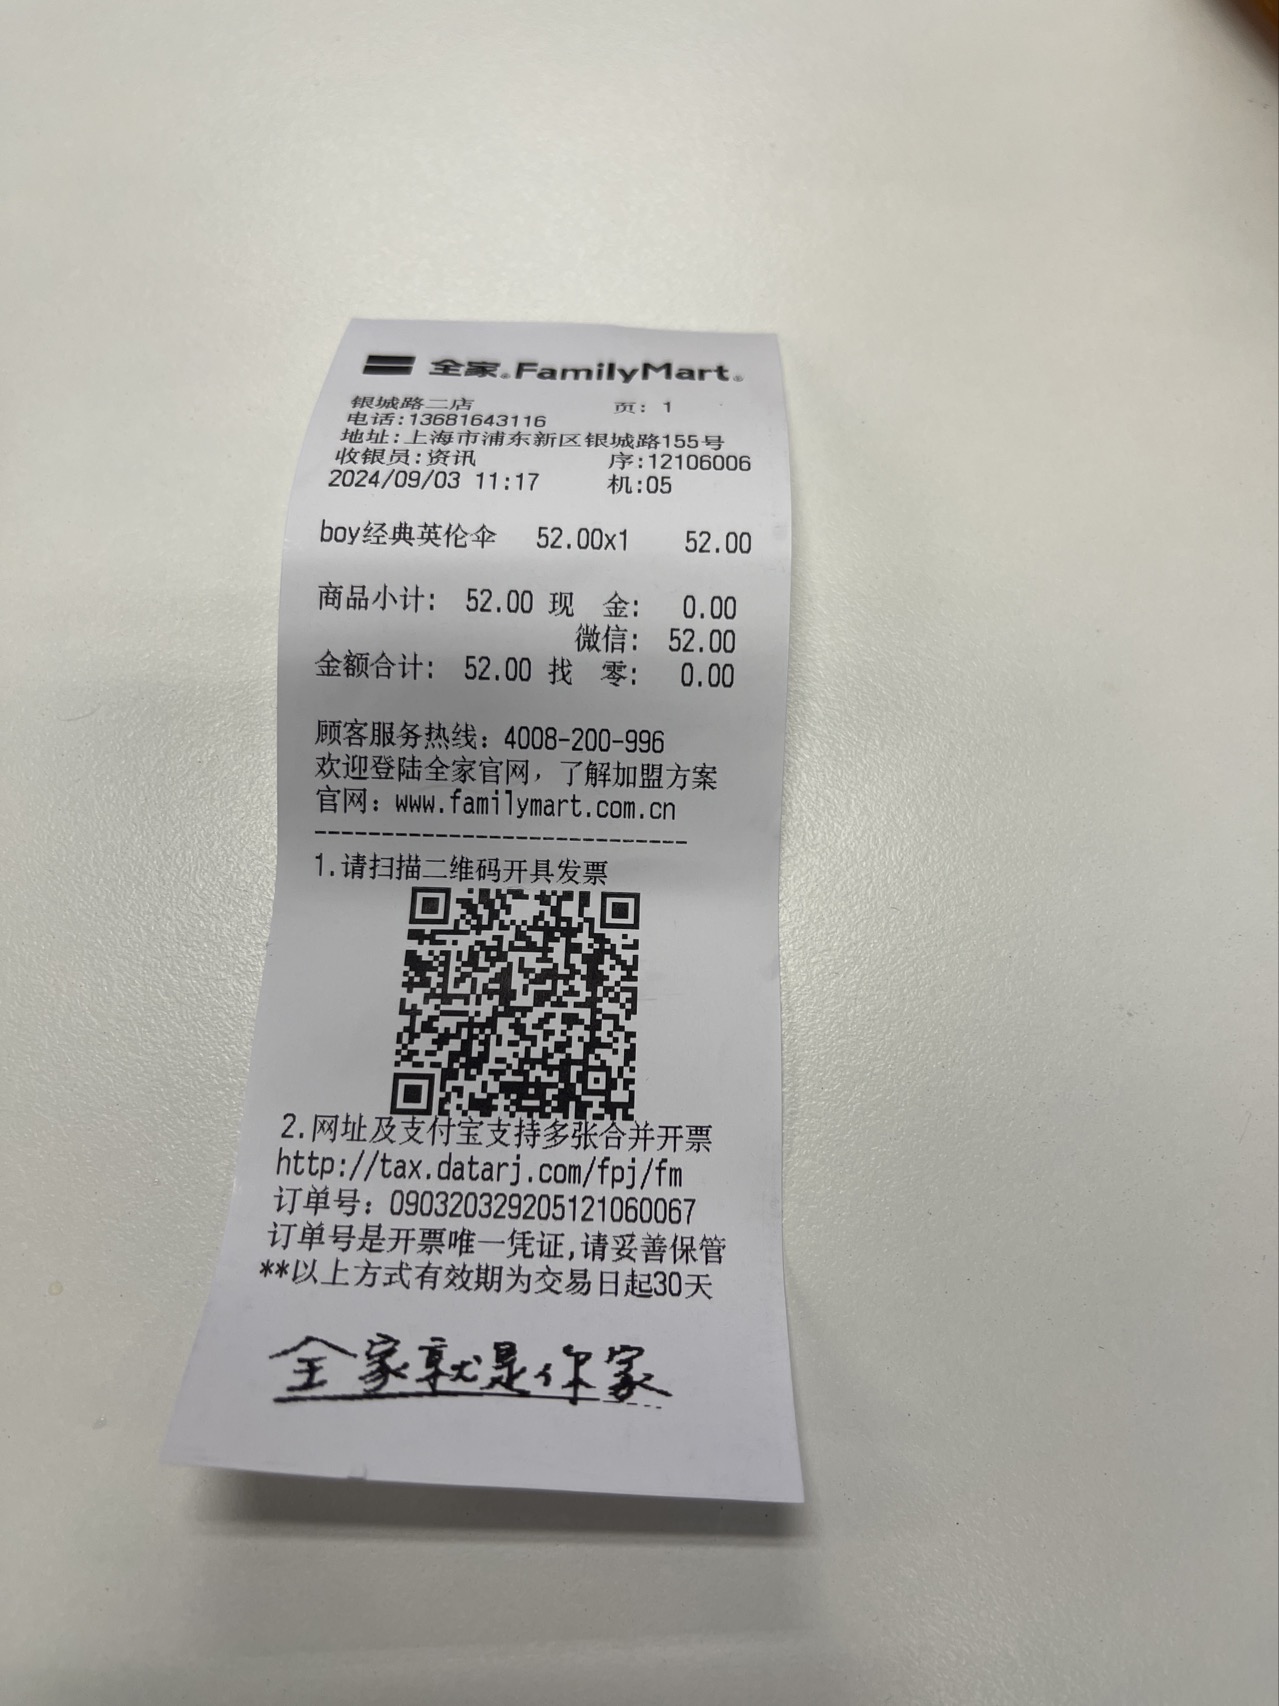 全家 FamilyMart
银城路二店 页: 1
电话:13681643116
地址:上海市浦东新区银城路155号
收银员:资讯 序:12106006
2024/09/03 11:17 机:05
boy经典英伦伞 52.00x1 52.00
商品小计: 52.00 现 金: 0.00
微信: 52.00
金额合计: 52.00 找 零: 0.00
顾客服务热线: 4008-200-996
欢迎登陆全家官网，了解加盟方案
官网: www.familymart.com.cn
1.请扫描二维码开具发票
2.网址及支付宝支持多张合并开票
http://tax.datarj.com/fpj/fm
订单号: 090320329205121060067
订单号是开票唯一凭证,请妥善保管
**以上方式有效期为交易日起30天
全家就是你家